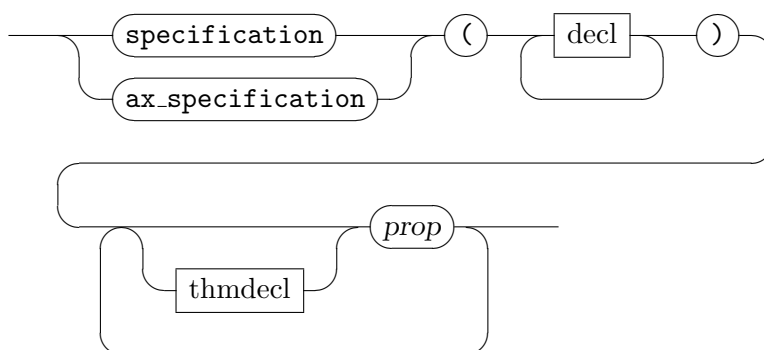 specification ( decl )
ax_specification
prop
thmdecl